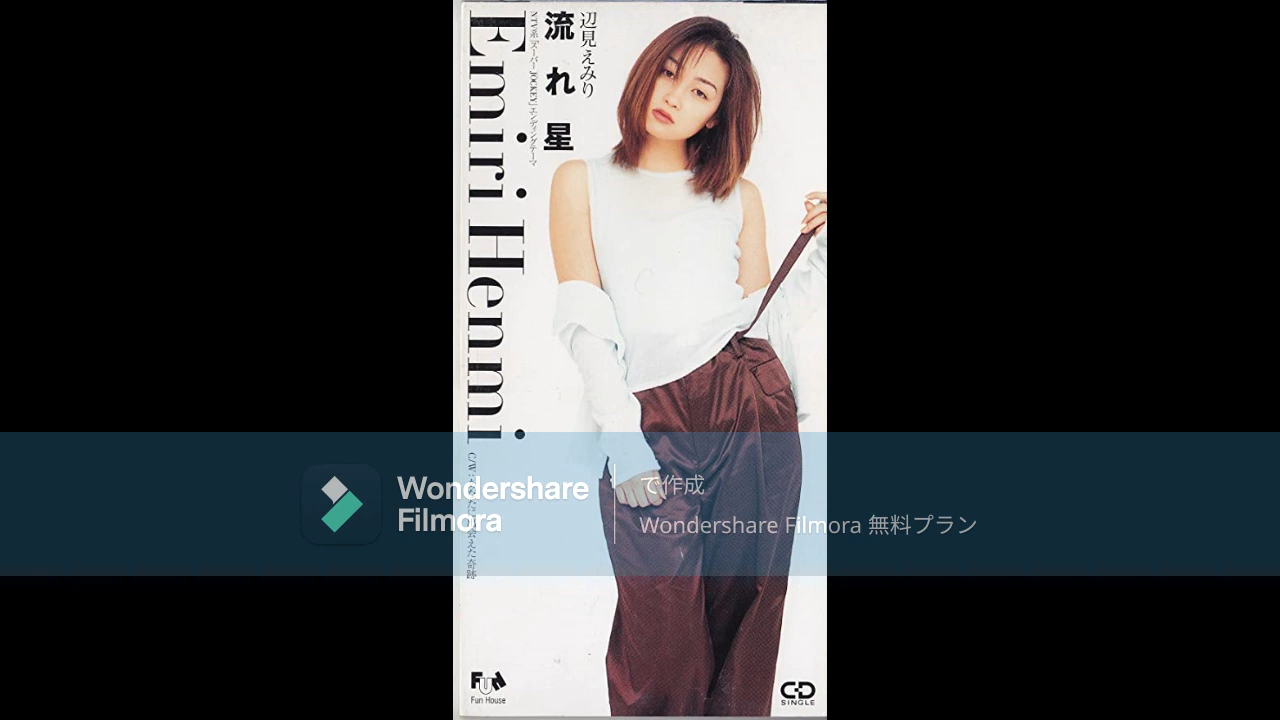 辺見えみり
流れ星
NTV系「スーパーJOCKEY」エンディングテーマ
Emiri Henmi
C/W:
会えた奇跡
Wondershare
Filmora
で作成
Wondershare Filmora 無料プラン
Fun
Fun House
CD
SINGLE